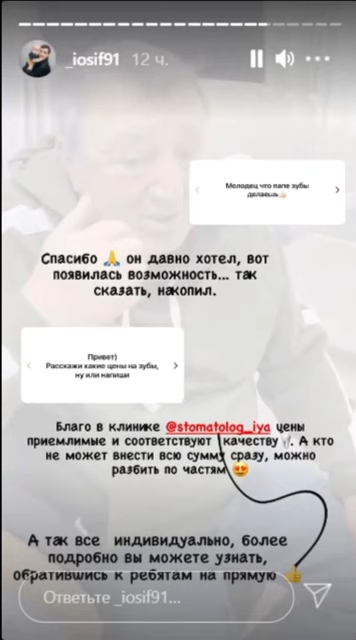 _iosif91 12 ч.
Молодец что папе зубы
делаешь👍🏻
Спасибо 🙏 он давно хотел, вот
появилась возможность... так
сказать, накопил.
Привет)
Расскажи какие цены на зубы,
ну или напиши
Благо в клинике @stomatolog_iya цены
приемлимые и соответствуют качеству🦷. А кто
не может внести всю сумму сразу, можно
разбить по частям 😍
А так все индивидуально, более
подробно вы можете узнать,
обратившись к ребятам на прямую 👍
Ответьте _iosif91...